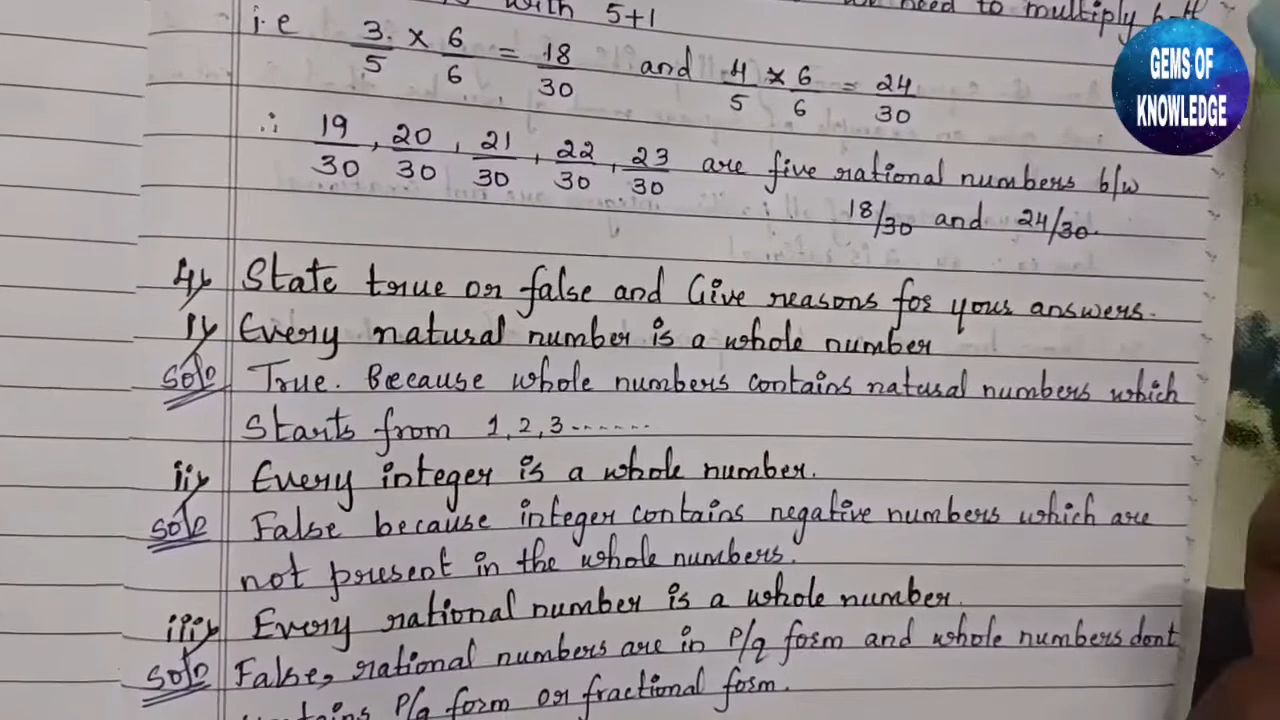 with 5+1
need to multiply both
i.e 3/5 × 6/6 = 18/30 and 4/5 × 6/6 = 24/30
∴ 19/30, 20/30, 21/30, 22/30, 23/30 are five rational numbers b/w
18/30 and 24/30.
4) State true or false and Give reasons for your answers.
i) Every natural number is a whole number
Soln True. Because whole numbers contains natural numbers which
Starts from 1, 2, 3 ......
ii) Every integer is a whole number.
Soln False because integer contains negative numbers which are
not present in the whole numbers.
iii) Every rational number is a whole number.
Soln False, rational numbers are in P/q form and whole numbers dont
P/q form or fractional form.
GEMS OF
KNOWLEDGE